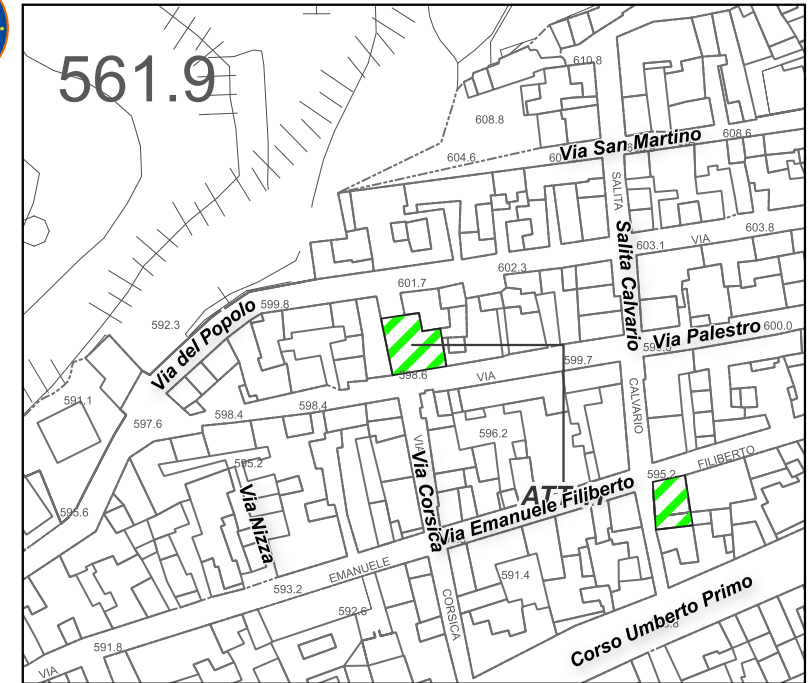 561.9
610.8
608.8
Via San Martino
608.6
604.6
60
SALITA
603.8
VIA
603.1
Salita Calvario
602.3
601.7
599.8
592.3
Via del Popolo
Via Palestro
600.0
599.7
598.6
VIA
598.4
598.4
591.1
597.6
CALVARIO
596.2
VIA
Via Corsica
595.2
FILIBERTO
595.2
Via Nizza
595.6
Via Emanuele Filiberto
EMANUELE
593.2
591.4
592.6
CORSICA
Corso Umberto Primo
591.8
VIA